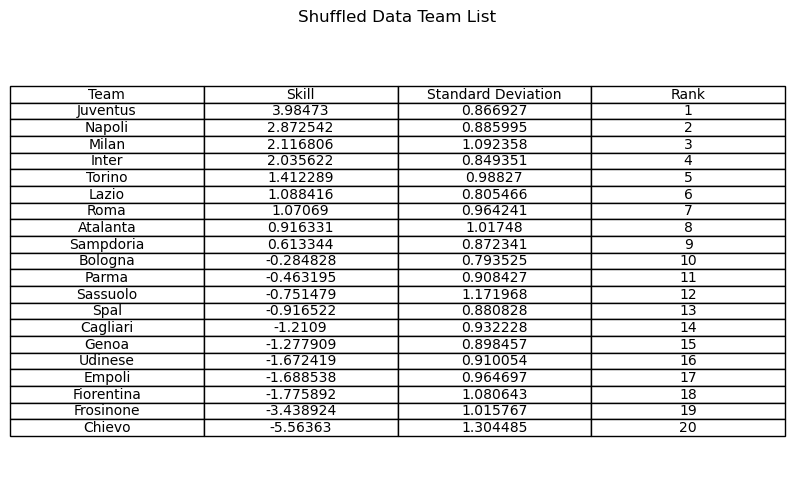 Shuffled Data Team List
Team Skill Standard Deviation Rank
Juventus 3.98473 0.866927 1
Napoli 2.872542 0.885995 2
Milan 2.116806 1.092358 3
Inter 2.035622 0.849351 4
Torino 1.412289 0.98827 5
Lazio 1.088416 0.805466 6
Roma 1.07069 0.964241 7
Atalanta 0.916331 1.01748 8
Sampdoria 0.613344 0.872341 9
Bologna -0.284828 0.793525 10
Parma -0.463195 0.908427 11
Sassuolo -0.751479 1.171968 12
Spal -0.916522 0.880828 13
Cagliari -1.2109 0.932228 14
Genoa -1.277909 0.898457 15
Udinese -1.672419 0.910054 16
Empoli -1.688538 0.964697 17
Fiorentina -1.775892 1.080643 18
Frosinone -3.438924 1.015767 19
Chievo -5.56363 1.304485 20